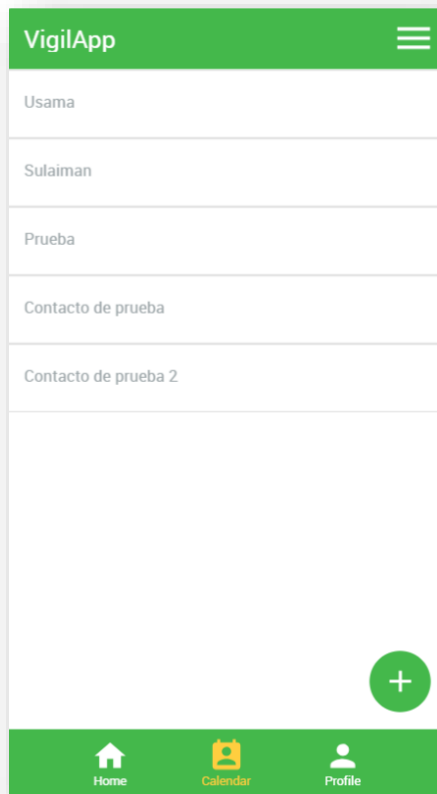 VigilApp
Usama
Sulaiman
Prueba
Contacto de prueba
Contacto de prueba 2
Home
Calendar
Profile